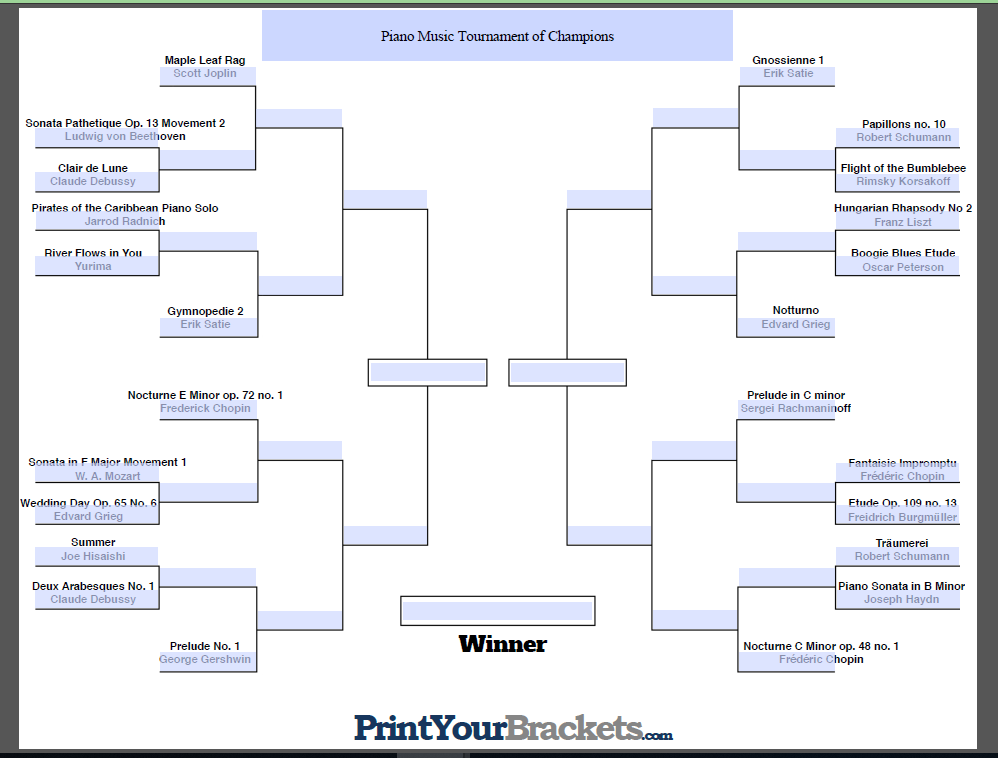 Piano Music Tournament of Champions
Maple Leaf Rag
Scott Joplin
Sonata Pathetique Op. 13 Movement 2
Ludwig von Beethoven
Clair de Lune
Claude Debussy
Pirates of the Caribbean Piano Solo
Jarrod Radnich
River Flows in You
Yurima
Gymnopedie 2
Erik Satie
Nocturne E Minor op. 72 no. 1
Frederick Chopin
Sonata in F Major Movement 1
W. A. Mozart
Wedding Day Op. 65 No. 6
Edvard Grieg
Summer
Joe Hisaishi
Deux Arabesques No. 1
Claude Debussy
Prelude No. 1
George Gershwin
Gnossienne 1
Erik Satie
Papillons no. 10
Robert Schumann
Flight of the Bumblebee
Rimsky Korsakoff
Hungarian Rhapsody No 2
Franz Liszt
Boogie Blues Etude
Oscar Peterson
Notturno
Edvard Grieg
Prelude in C minor
Sergei Rachmaninoff
Fantaisie Impromptu
Frédéric Chopin
Etude Op. 109 no. 13
Freidrich Burgmüller
Träumerei
Robert Schumann
Piano Sonata in B Minor
Joseph Haydn
Nocturne C Minor op. 48 no. 1
Frédéric Chopin
Winner
PrintYourBrackets.com